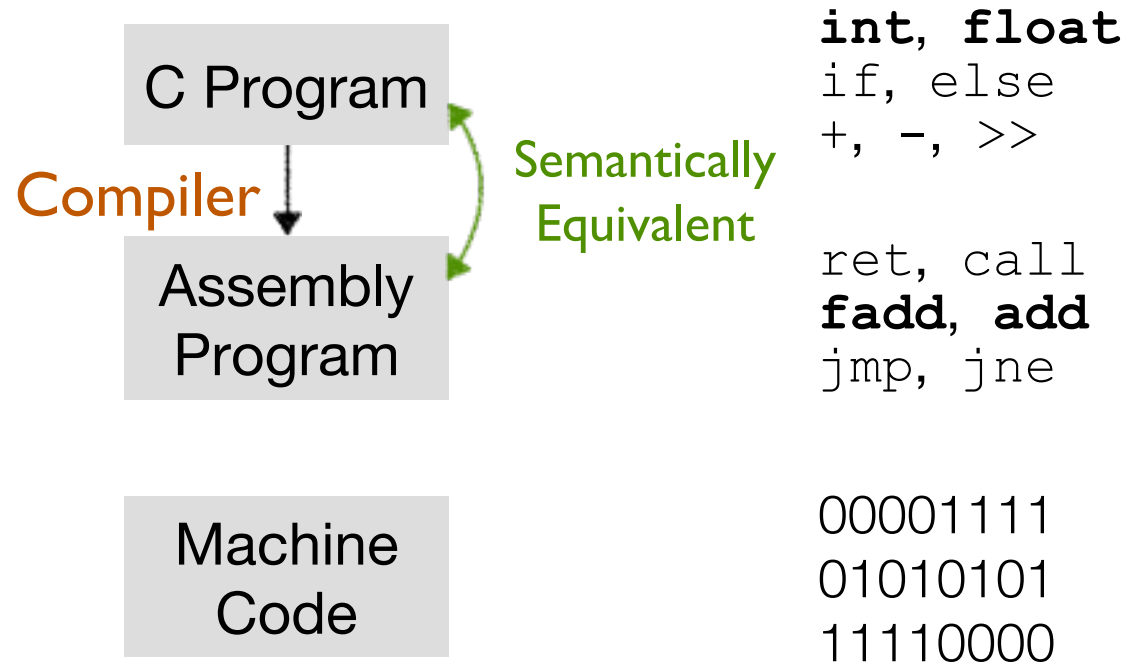 C Program
Compiler
Semantically
Equivalent
Assembly
Program
Machine
Code
int, float
if, else
+, -, >>
ret, call
fadd, add
jmp, jne
00001111
01010101
11110000